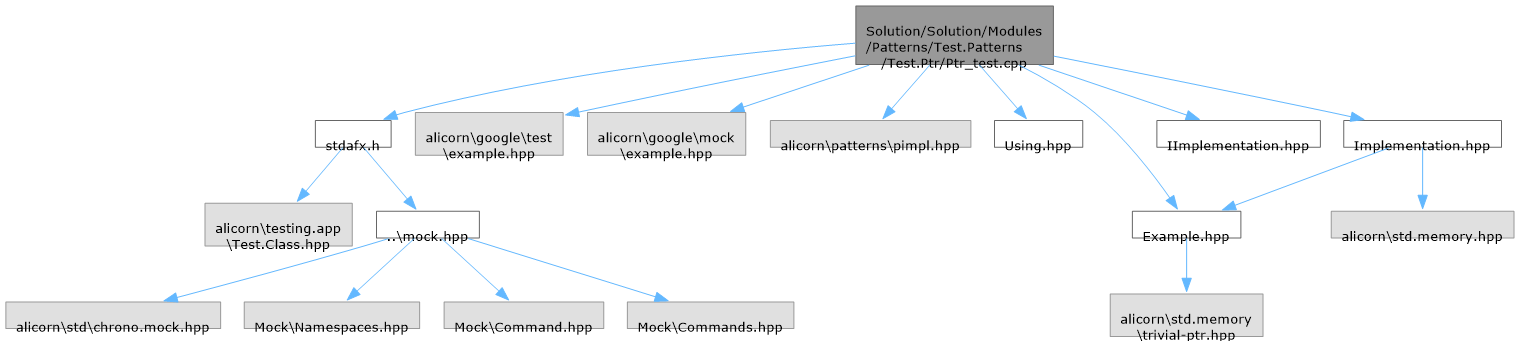 Solution/Solution/Modules
/Patterns/Test.Patterns
/Test.Ptr/Ptr_test.cpp
stdafx.h
alicorn\google\test
\example.hpp
alicorn\google\mock
\example.hpp
alicorn\patterns\pimpl.hpp
Using.hpp
IImplementation.hpp
Implementation.hpp
alicorn\testing.app
\Test.Class.hpp
..\mock.hpp
Example.hpp
alicorn\std.memory.hpp
alicorn\std\chrono.mock.hpp
Mock\Namespaces.hpp
Mock\Command.hpp
Mock\Commands.hpp
alicorn\std.memory
\trivial-ptr.hpp